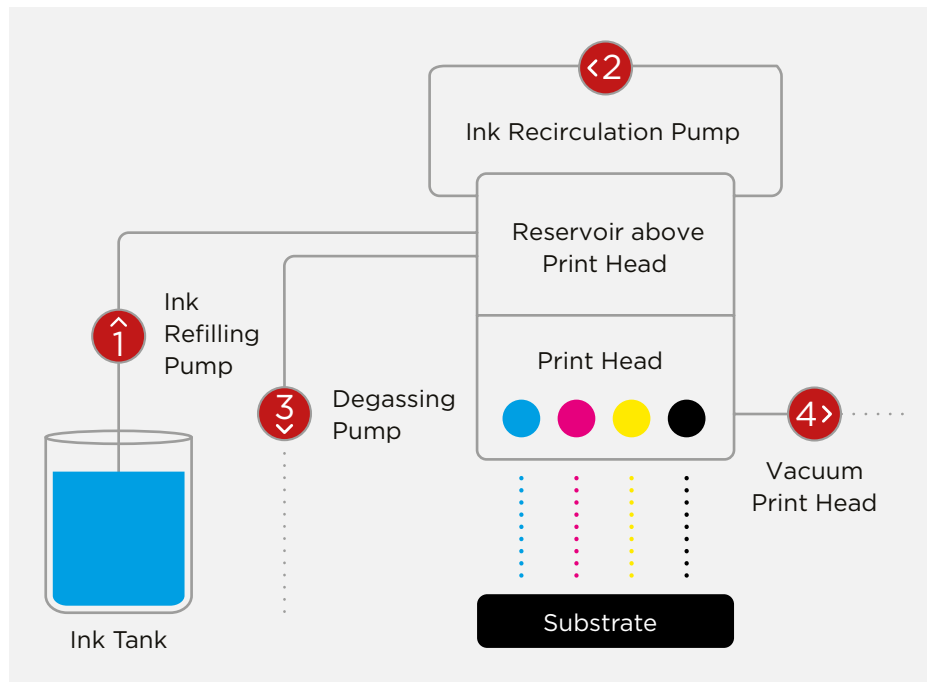 <2
Ink Recirculation Pump
Reservoir above
Print Head
Ink
Refilling
Pump
1
Print Head
3
Degassing
Pump
4>
Vacuum
Print Head
Ink Tank
Substrate